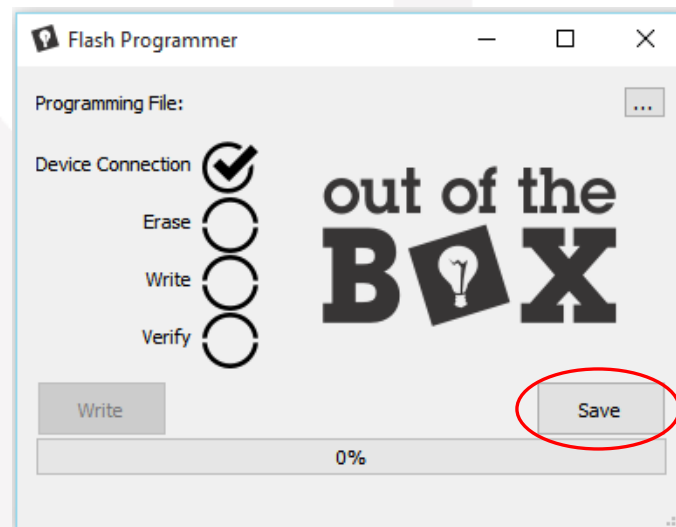 Flash Programmer
Programming File:
...
Device Connection
Erase
Write
Verify
out of the
BOX
Write
Save
0%